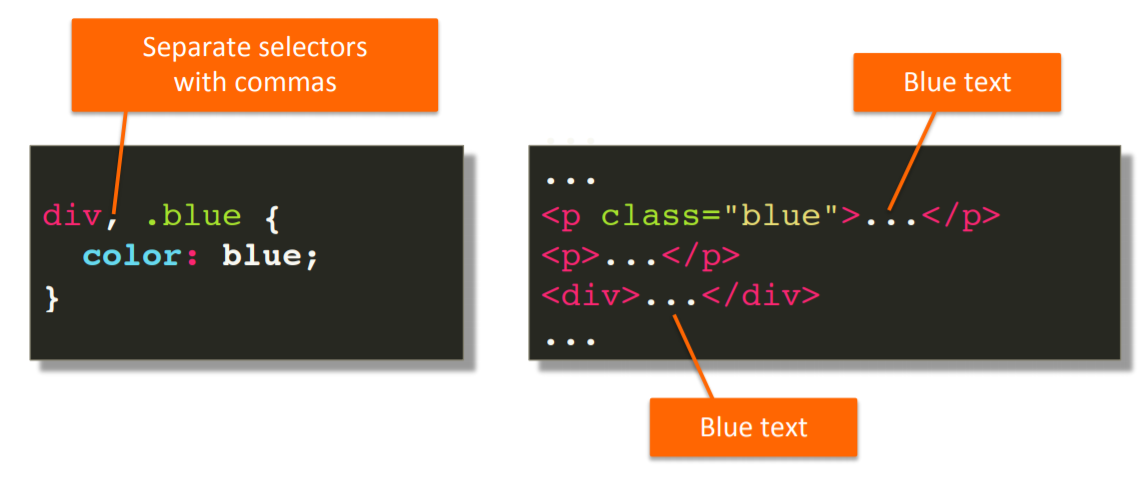 Separate selectors
with commas
div, .blue {
  color: blue;
}
Blue text
...
...
<p class="blue">...</p>
<p>...</p>
<div>...</div>
...
Blue text